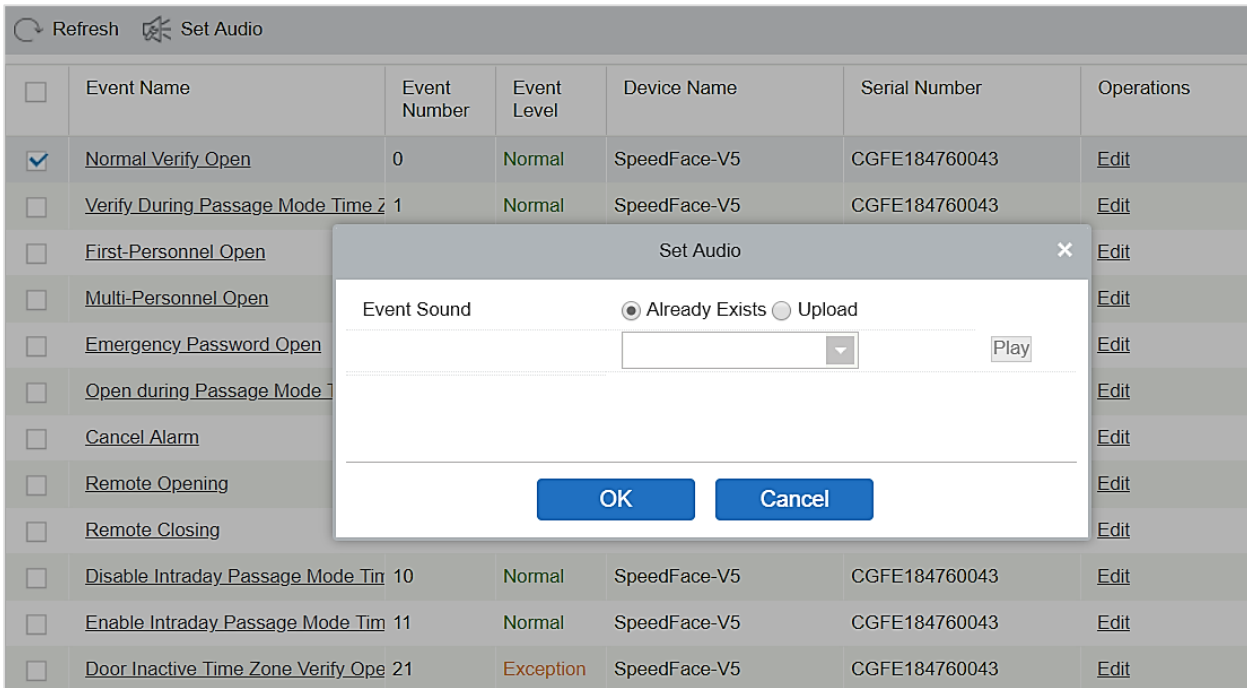 Refresh Set Audio
Event Name Event Number Event Level Device Name Serial Number Operations
Normal Verify Open 0 Normal SpeedFace-V5 CGFE184760043 Edit
Verify During Passage Mode Time Z 1 Normal SpeedFace-V5 CGFE184760043 Edit
First-Personnel Open Edit
Set Audio ×
Multi-Personnel Open Edit
Event Sound Already Exists Upload
Emergency Password Open Edit
Play
Open during Passage Mode Edit
Cancel Alarm Edit
Remote Opening Edit
OK Cancel
Remote Closing Edit
Disable Intraday Passage Mode Tim 10 Normal SpeedFace-V5 CGFE184760043 Edit
Enable Intraday Passage Mode Tim 11 Normal SpeedFace-V5 CGFE184760043 Edit
Door Inactive Time Zone Verify Ope 21 Exception SpeedFace-V5 CGFE184760043 Edit